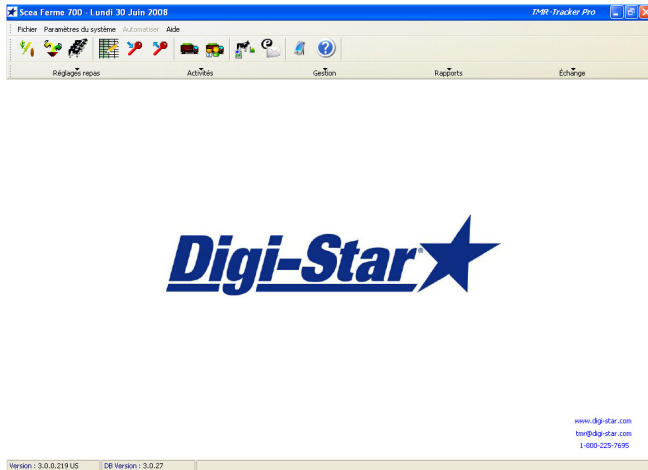 Scea Ferme 700 - Lundi 30 Juin 2008 TMR-Tracker Pro
Fichier Paramètres du système Automatiser Aide
Réglages repas Activités Gestion Rapports Échange
Digi-Star
www.digi-star.com
tmr@digi-star.com
1-800-225-7695
Version : 3.0.0.219 US DB Version : 3.0.27